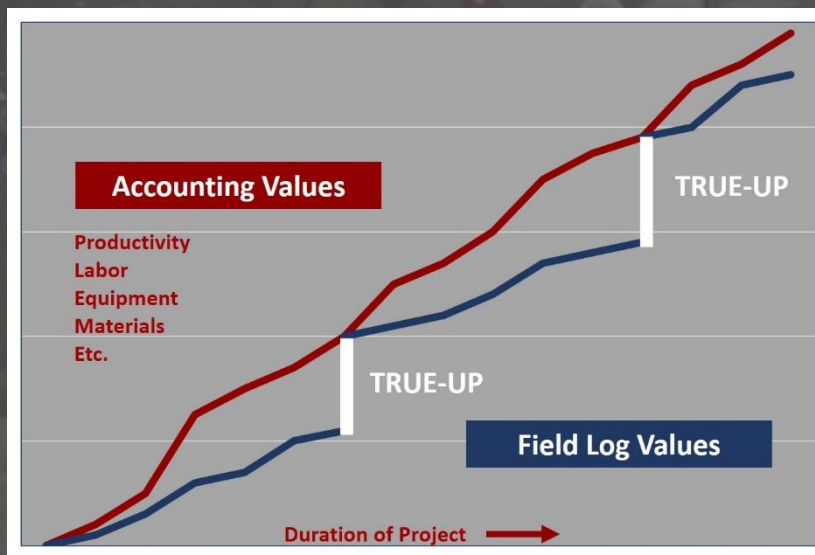 Accounting Values
Productivity
Labor
Equipment
Materials
Etc.
TRUE-UP
TRUE-UP
Field Log Values
Duration of Project